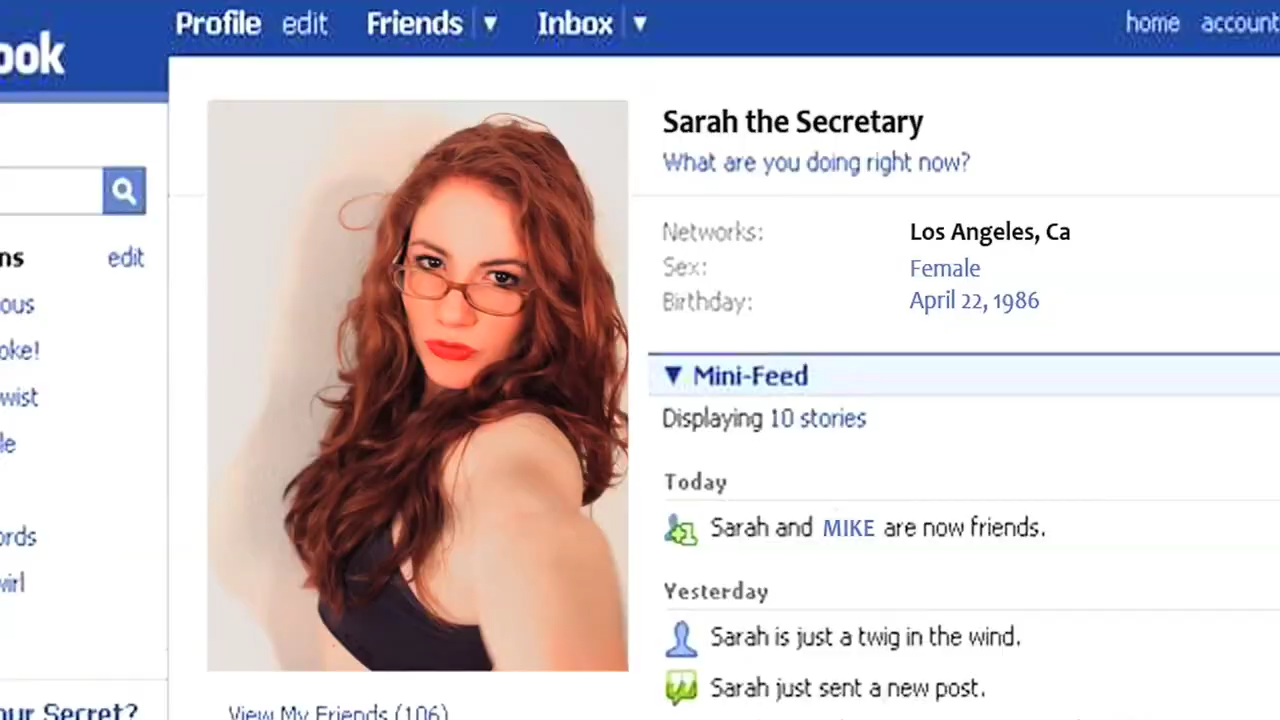 Profile edit Friends ▼ Inbox ▼ home account
ook
Sarah the Secretary
What are you doing right now?
Networks: Los Angeles, Ca
Sex: Female
Birthday: April 22, 1986
ns edit
ous
oke!
wist
le
ords
wirl
our Secret?
▼ Mini-Feed
Displaying 10 stories
Today
Sarah and MIKE are now friends.
Yesterday
Sarah is just a twig in the wind.
Sarah just sent a new post.
View My Friends (106)